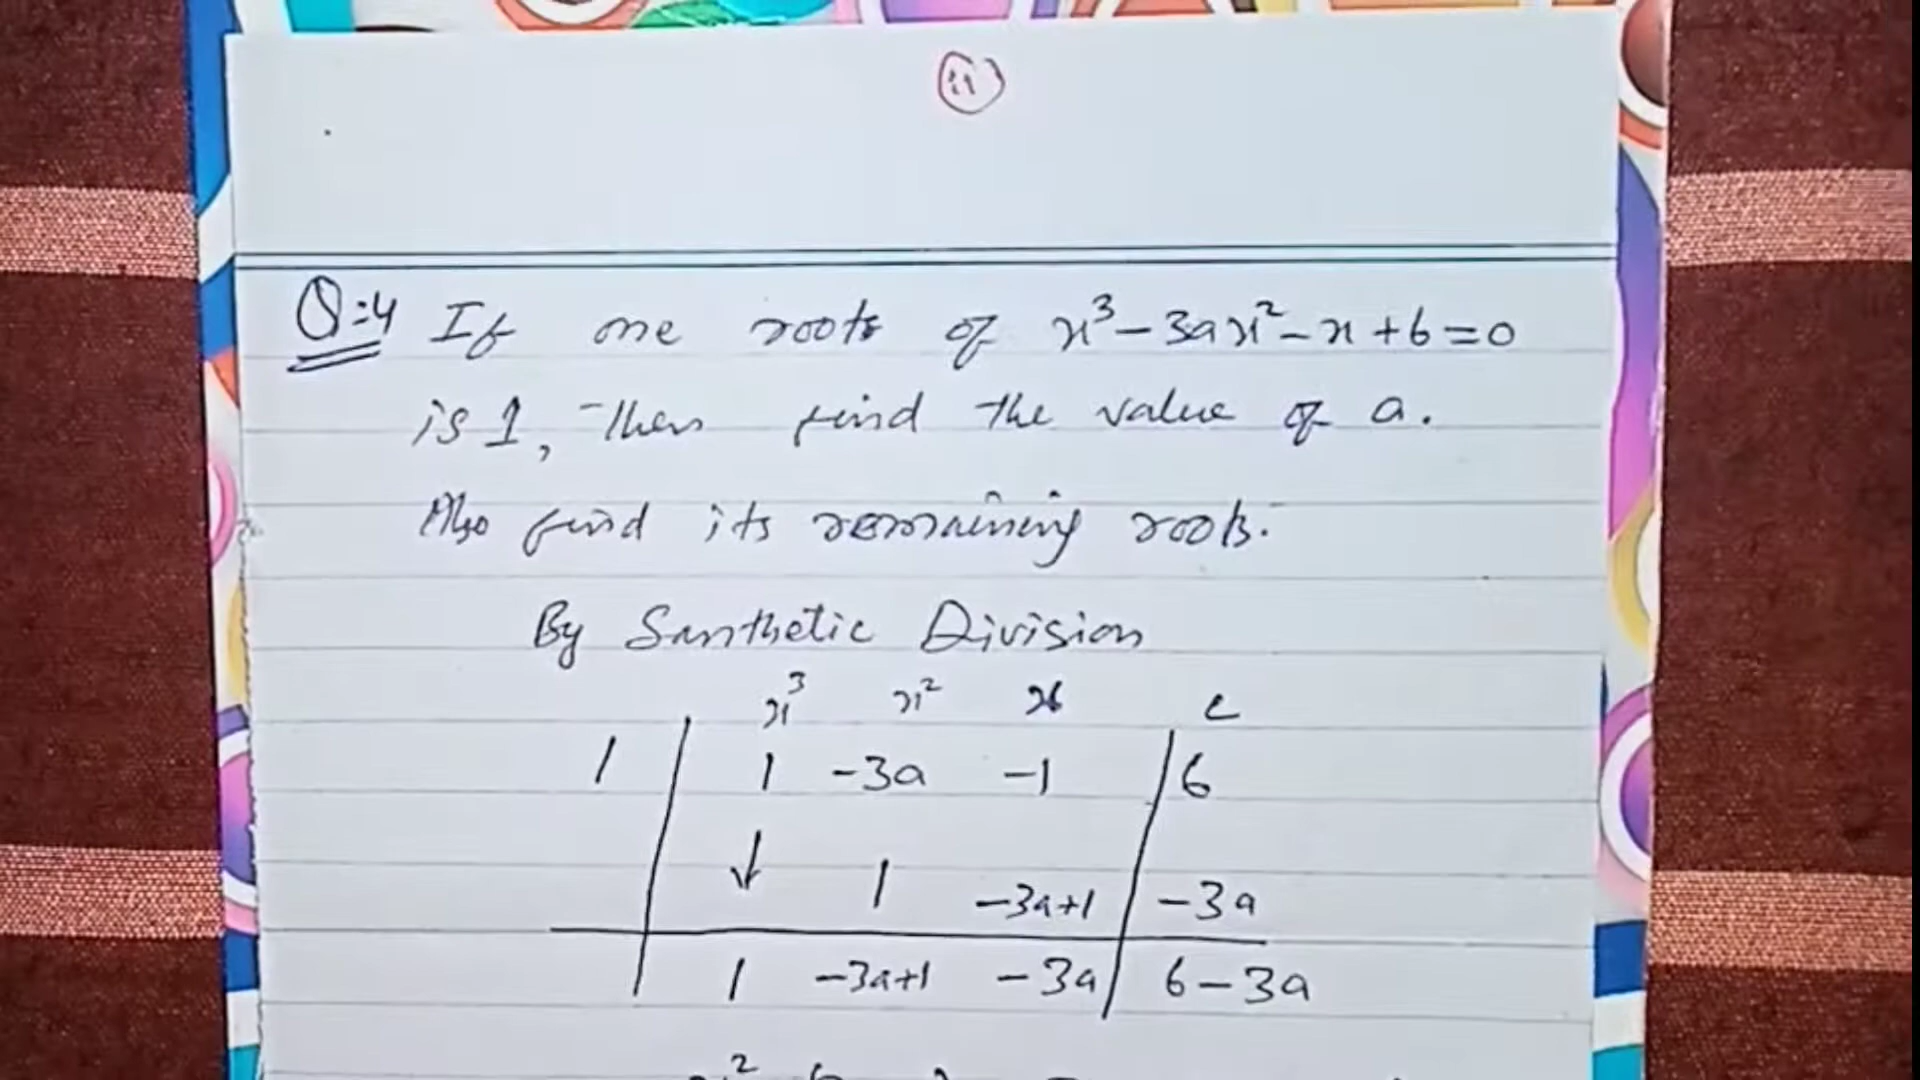 Q:4 If one roots of x³-3ax²-x+6=0
is 1, then find the value of a.
Also find its remaining roots.
By Santhetic Division
x³ x² x c
1 1 -3a -1 6
↓ 1 -3a+1 -3a
1 -3a+1 -3a 6-3a